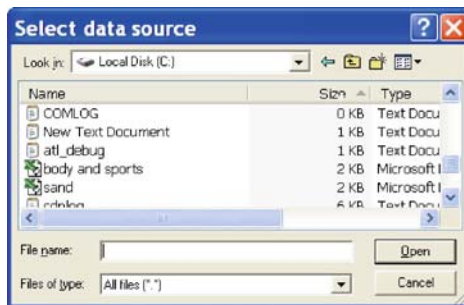 Select data source
Look in: Local Disk (C:)
Name Size Type
COMLOG 0 KB Text Docu
New Text Document 1 KB Text Docu
atl_debug 1 KB Text Docu
body and sports 2 KB Microsoft
sand 2 KB Microsoft
6 KB Text Docu
File name: Open
Files of type: All files (*.*) Cancel